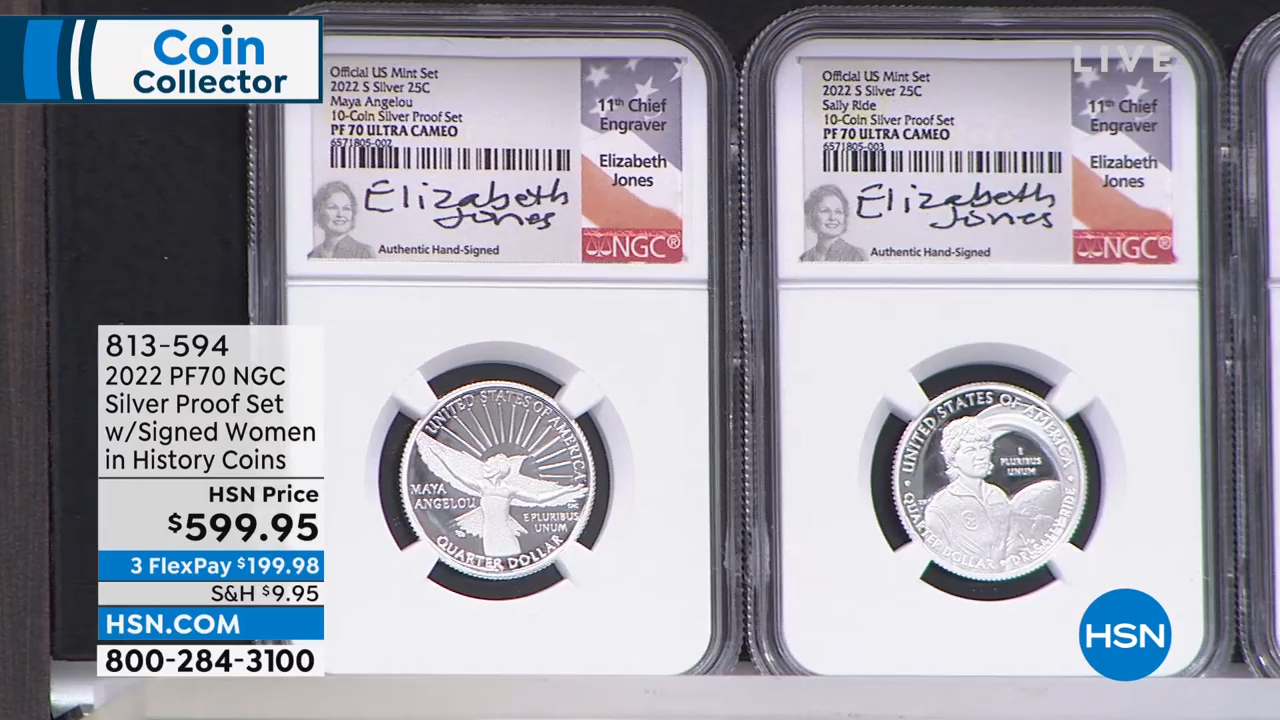 Coin
Collector
LIVE
Official US Mint Set
2022 S Silver 25C
Maya Angelou
10-Coin Silver Proof Set
PF 70 ULTRA CAMEO
6571805-002
11th Chief
Engraver
Elizabeth
Jones
Elizabeth
Jones
Authentic Hand-Signed
NGC®
Official US Mint Set
2022 S Silver 25C
Sally Ride
10-Coin Silver Proof Set
PF 70 ULTRA CAMEO
6571805-003
11th Chief
Engraver
Elizabeth
Jones
Elizabeth
Jones
Authentic Hand-Signed
NGC®
813-594
2022 PF70 NGC
Silver Proof Set
w/Signed Women
in History Coins
HSN Price
$599.95
3 FlexPay $199.98
S&H $9.95
HSN.COM
800-284-3100
UNITED STATES OF AMERICA
MAYA
ANGELOU
E PLURIBUS
UNUM
QUARTER DOLLAR
UNITED STATES OF AMERICA
E
PLURIBUS
UNUM
QUARTER DOLLAR • DR. SALLY RIDE
HSN